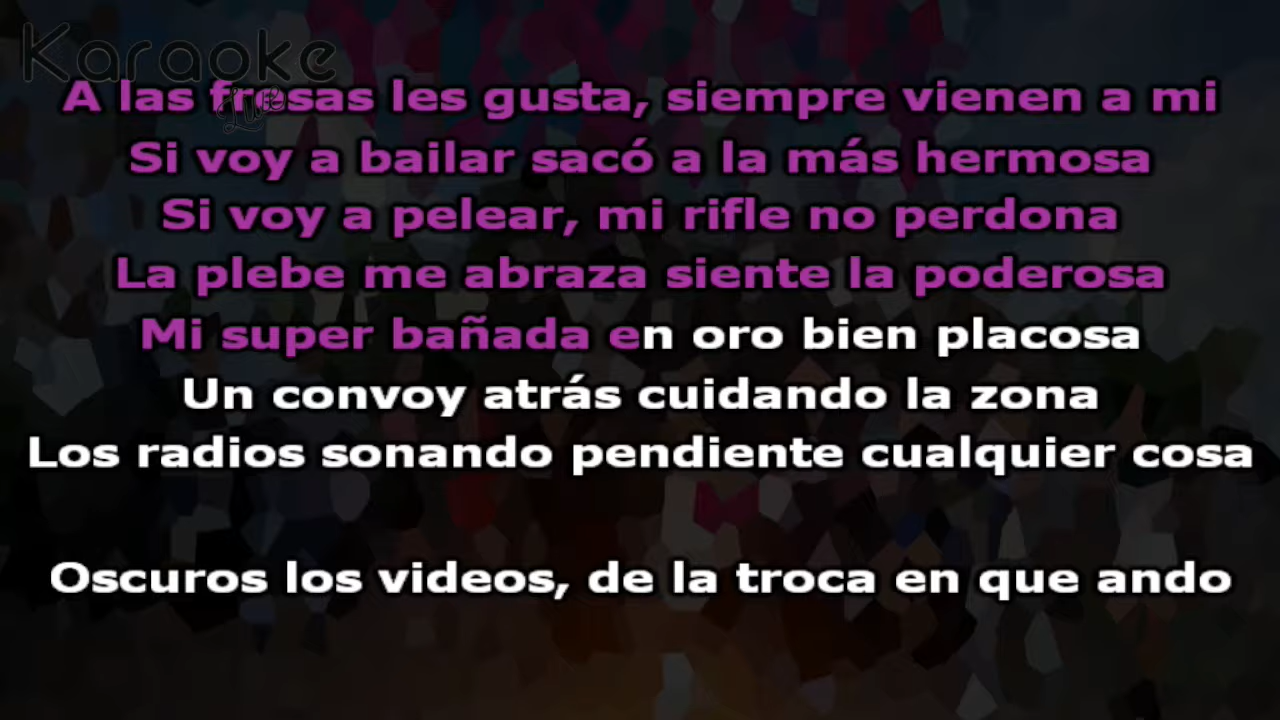 Karaoke
Live
A las fresas les gusta, siempre vienen a mi
Si voy a bailar sacó a la más hermosa
Si voy a pelear, mi rifle no perdona
La plebe me abraza siente la poderosa
Mi super bañada en oro bien placosa
Un convoy atrás cuidando la zona
Los radios sonando pendiente cualquier cosa
Oscuros los videos, de la troca en que ando